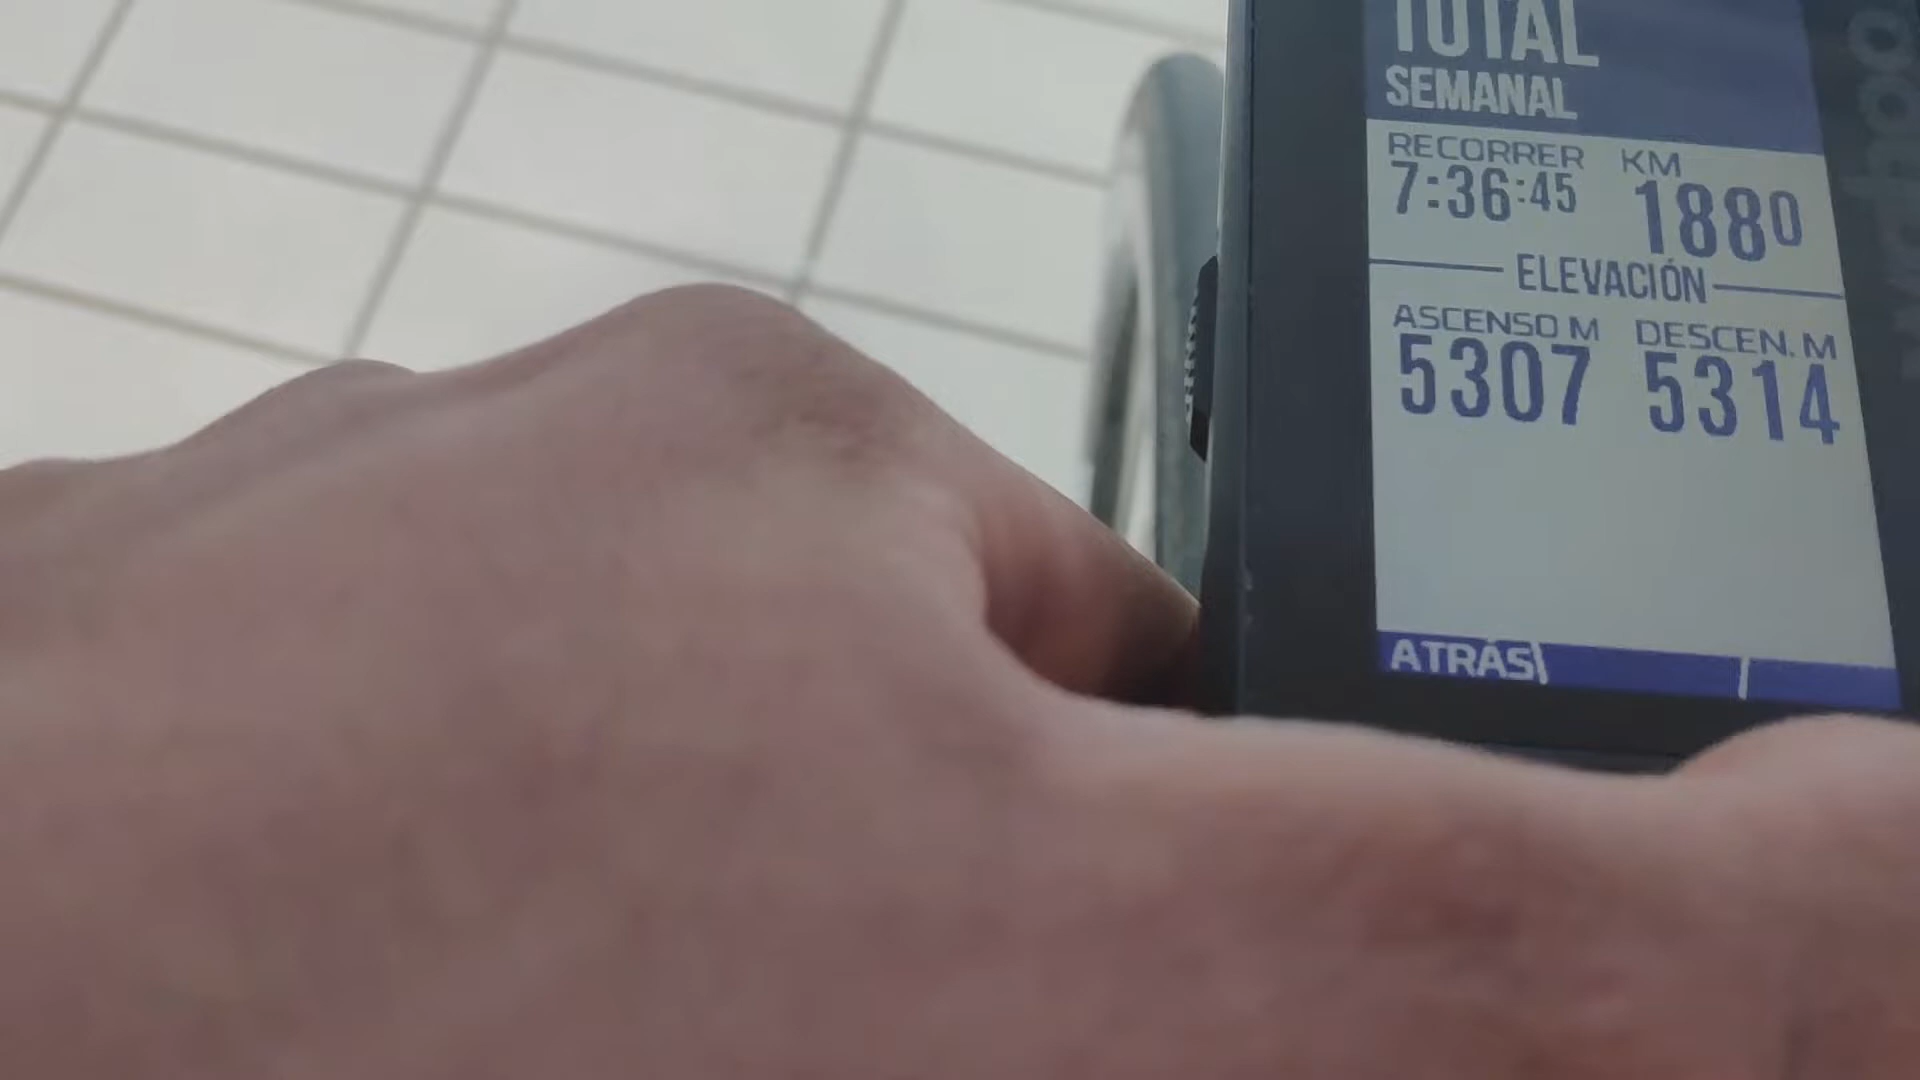 TOTAL
SEMANAL
RECORRER KM
7:36:45 1880
ELEVACIÓN
ASCENSO M DESCEN. M
5307 5314
ATRÁS